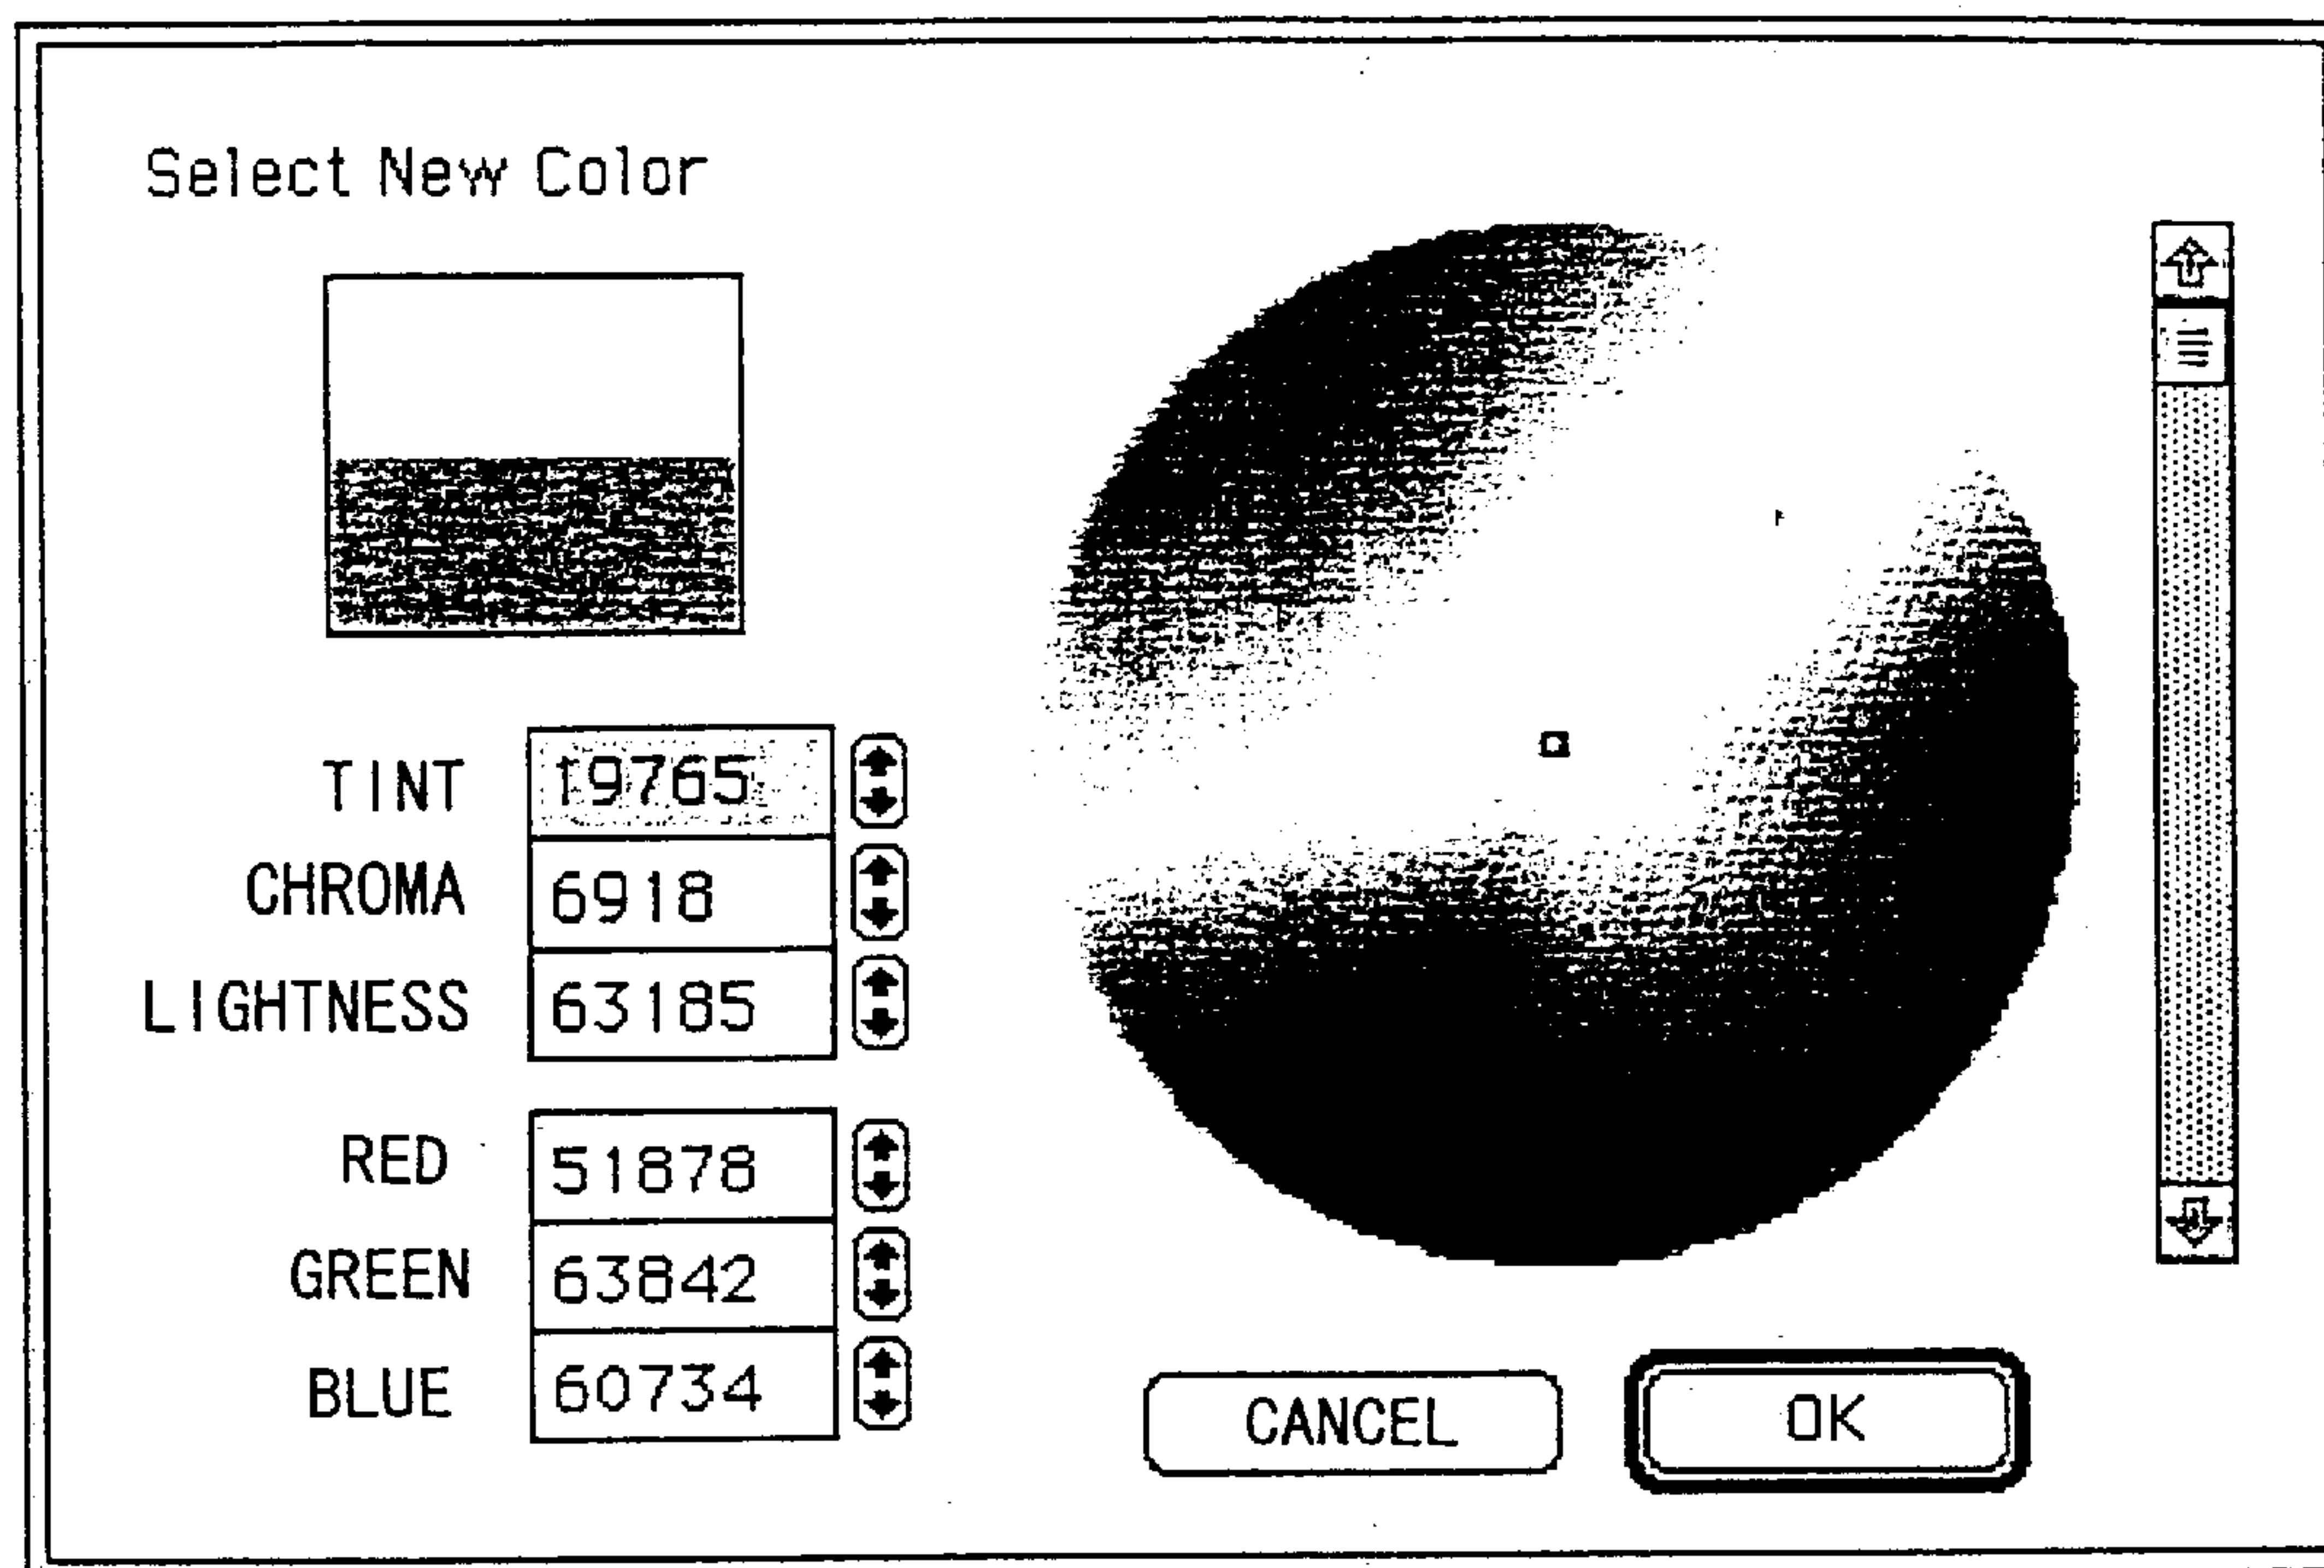 Select New Color
TINT 19765
CHROMA 6918
LIGHTNESS 63185
RED 51878
GREEN 63842
BLUE 60734
CANCEL OK